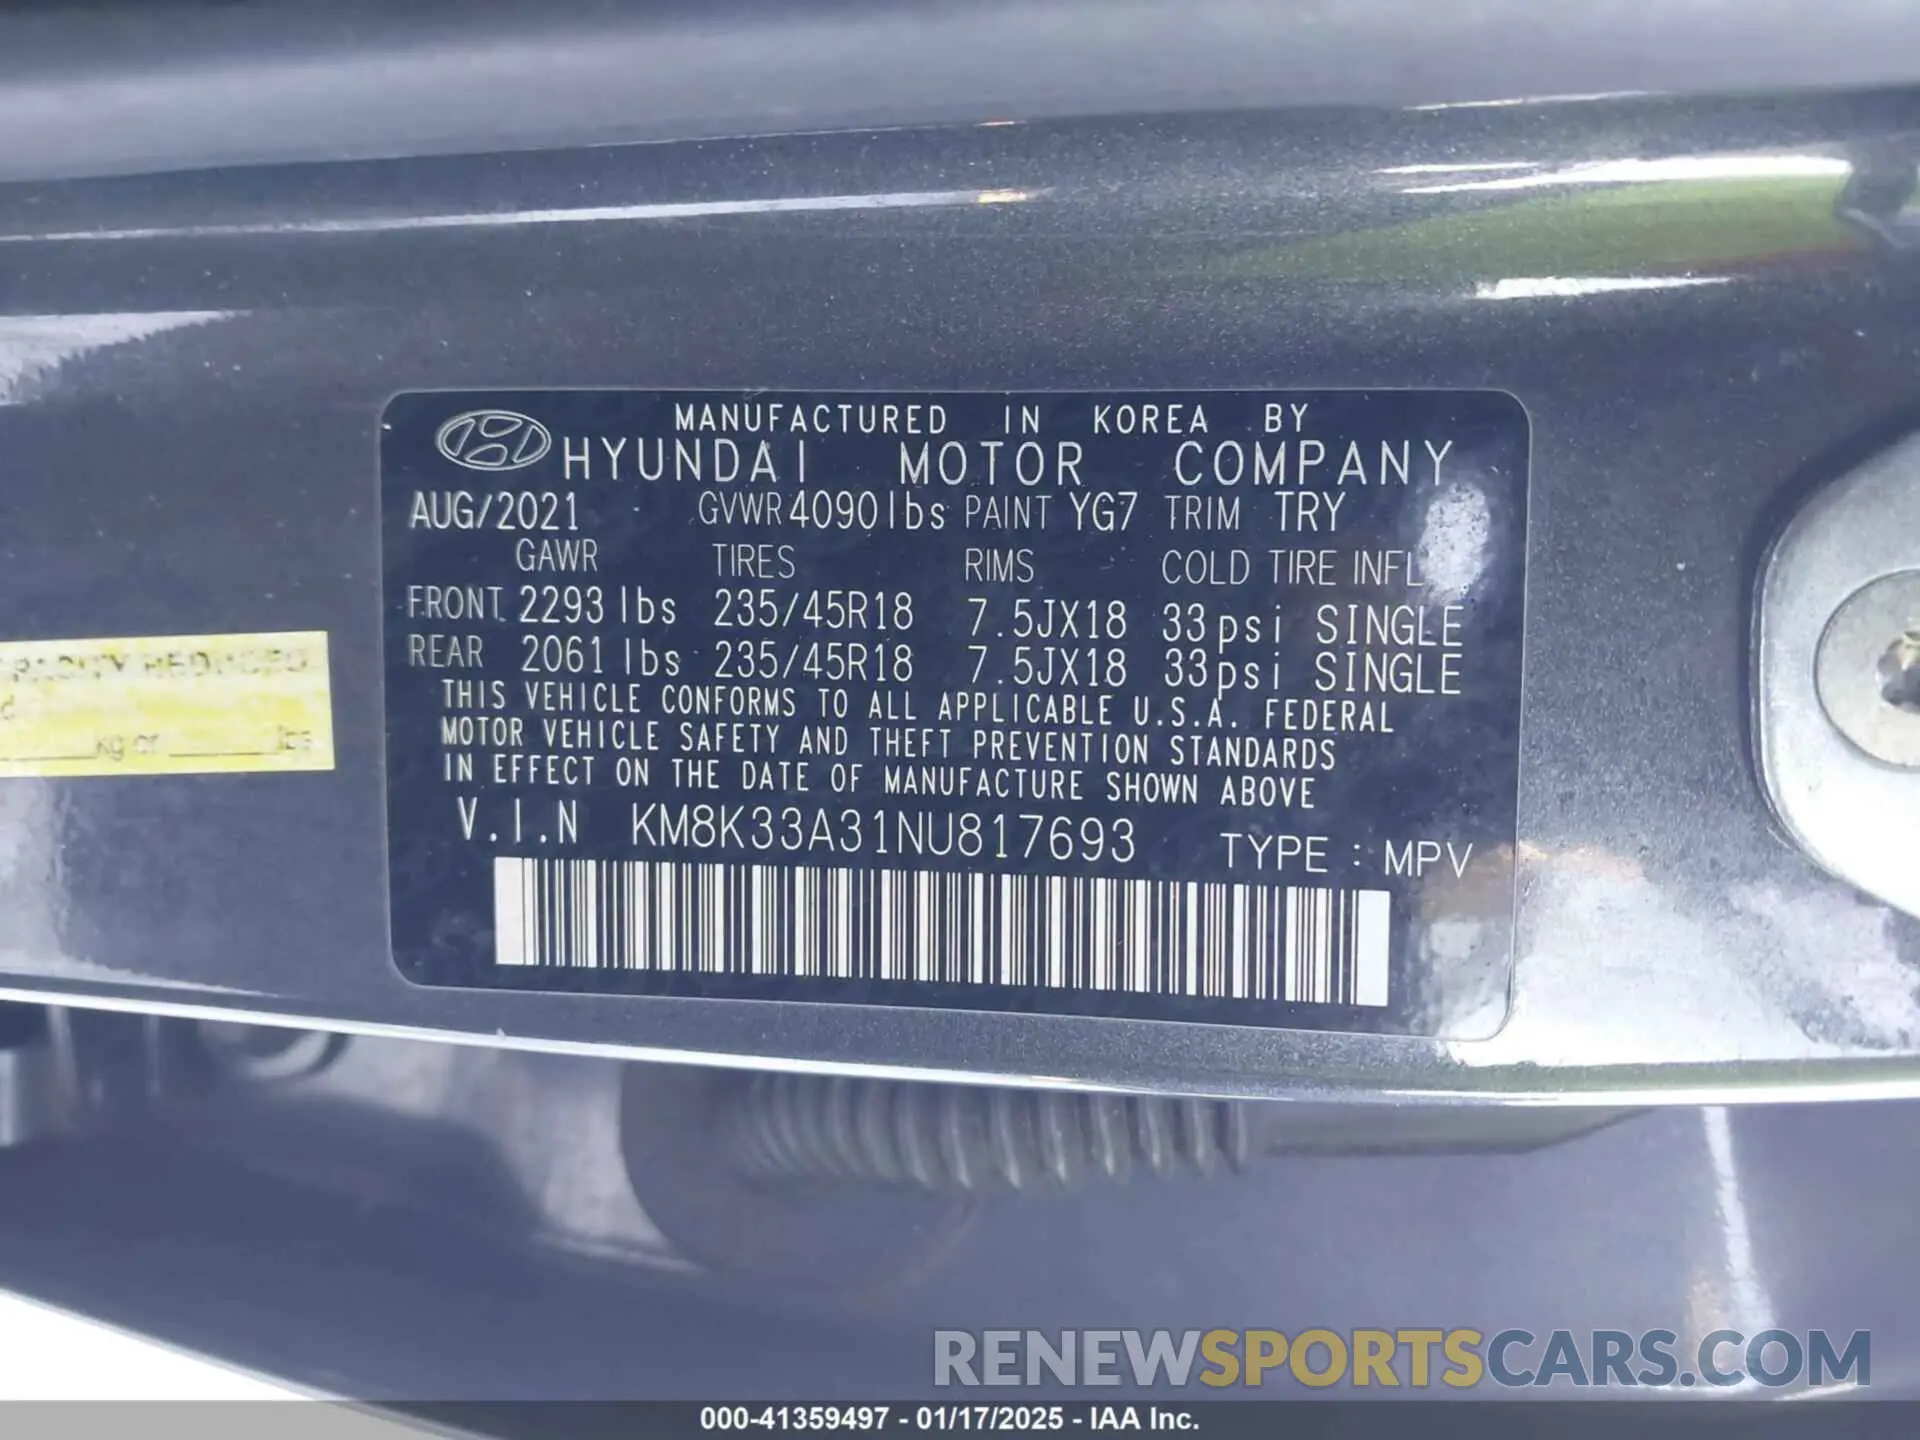 MANUFACTURED IN KOREA BY
HYUNDAI MOTOR COMPANY
AUG/2021 GVWR 4090 lbs PAINT YG7 TRIM TRY
GAWR TIRES RIMS COLD TIRE INFL
FRONT 2293 lbs 235/45R18 7.5JX18 33psi SINGLE
REAR 2061 lbs 235/45R18 7.5JX18 33psi SINGLE
THIS VEHICLE CONFORMS TO ALL APPLICABLE U.S.A. FEDERAL
MOTOR VEHICLE SAFETY AND THEFT PREVENTION STANDARDS
IN EFFECT ON THE DATE OF MANUFACTURE SHOWN ABOVE
V.I.N KM8K33A31NU817693 TYPE : MPV
REDUCED
kg or lbs
RENEWSPORTSCARS.COM
000-41359497 - 01/17/2025 - IAA Inc.